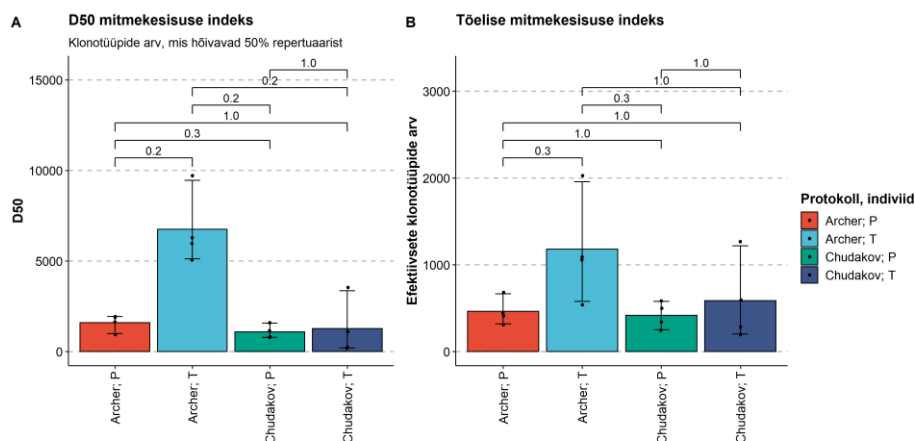 A
D50 mitmekesisuse indeks
Klonotüüpide arv, mis hõivavad 50% repertuaarist
15000
10000
5000
0
D50
1.0
0.2
0.2
1.0
0.3
0.2
Archer; P
Archer; T
Chudakov; P
Chudakov; T
B
Tõelise mitmekesisuse indeks
3000
2000
1000
0
Efektiivsete klonotüüpide arv
1.0
1.0
0.3
1.0
1.0
0.3
Archer; P
Archer; T
Chudakov; P
Chudakov; T
Protokoll, indiviid
Archer; P
Archer; T
Chudakov; P
Chudakov; T